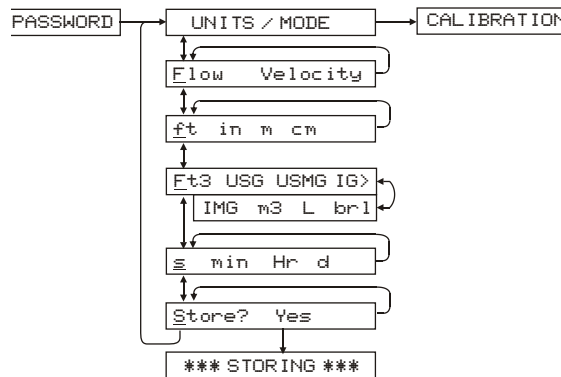 PASSWORD UNITS / MODE CALIBRATION
Flow Velocity
ft in m cm
Ft3 USG USMG IG>
IMG m3 L brl
s min Hr d
Store? Yes
*** STORING ***